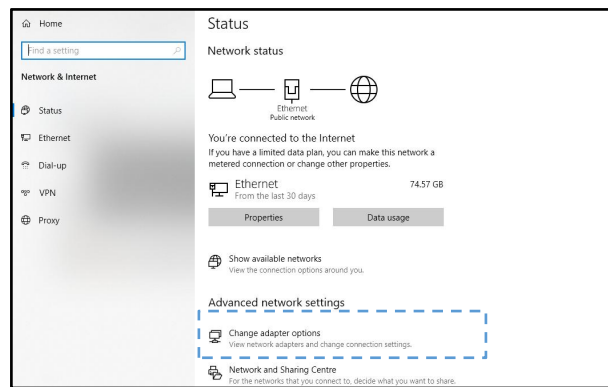 Home
Find a setting
Network & Internet
Status
Ethernet
Dial-up
VPN
Proxy
Status
Network status
Ethernet
Public network
You're connected to the Internet
If you have a limited data plan, you can make this network a
metered connection or change other properties.
Ethernet
From the last 30 days
74.57 GB
Properties
Data usage
Show available networks
View the connection options around you.
Advanced network settings
Change adapter options
View network adapters and change connection settings.
Network and Sharing Centre
For the networks that you connect to, decide what you want to share.